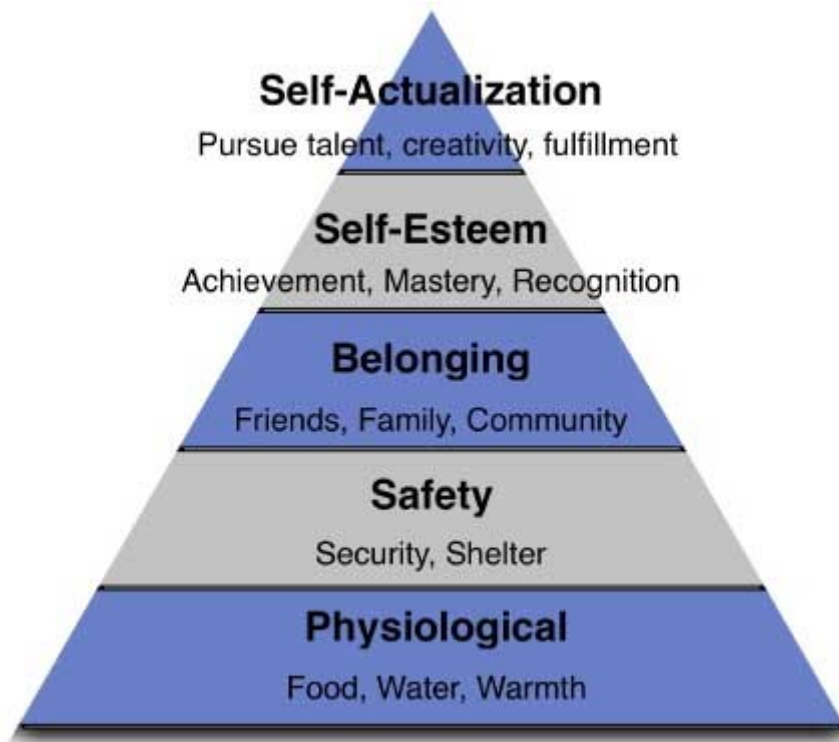 Self-Actualization
Pursue talent, creativity, fulfillment
Self-Esteem
Achievement, Mastery, Recognition
Belonging
Friends, Family, Community
Safety
Security, Shelter
Physiological
Food, Water, Warmth